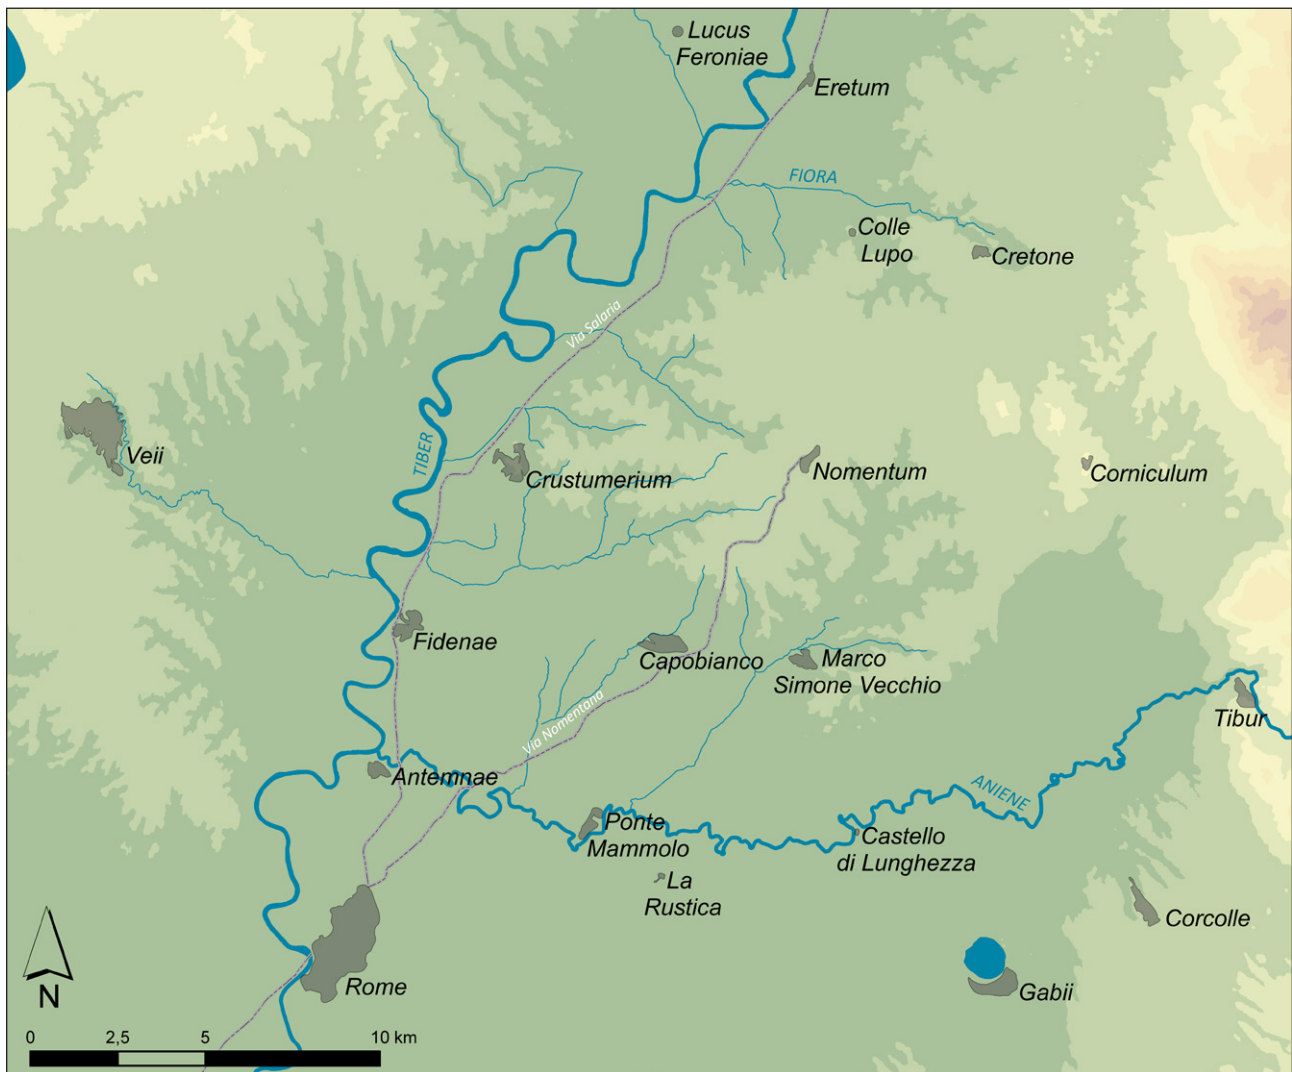 Lucus
Feroniae
Eretum
FIORA
Colle
Lupo
Cretone
Via Salaria
TIBER
Veii
Crustumerium
Nomentum
Corniculum
Fidenae
Capobianco
Marco
Simone Vecchio
Via Nomentana
Tibur
Antemnae
ANIENE
Ponte
Mammolo
Castello
di Lunghezza
La
Rustica
Corcolle
Rome
Gabii
N
0 2,5 5 10 km